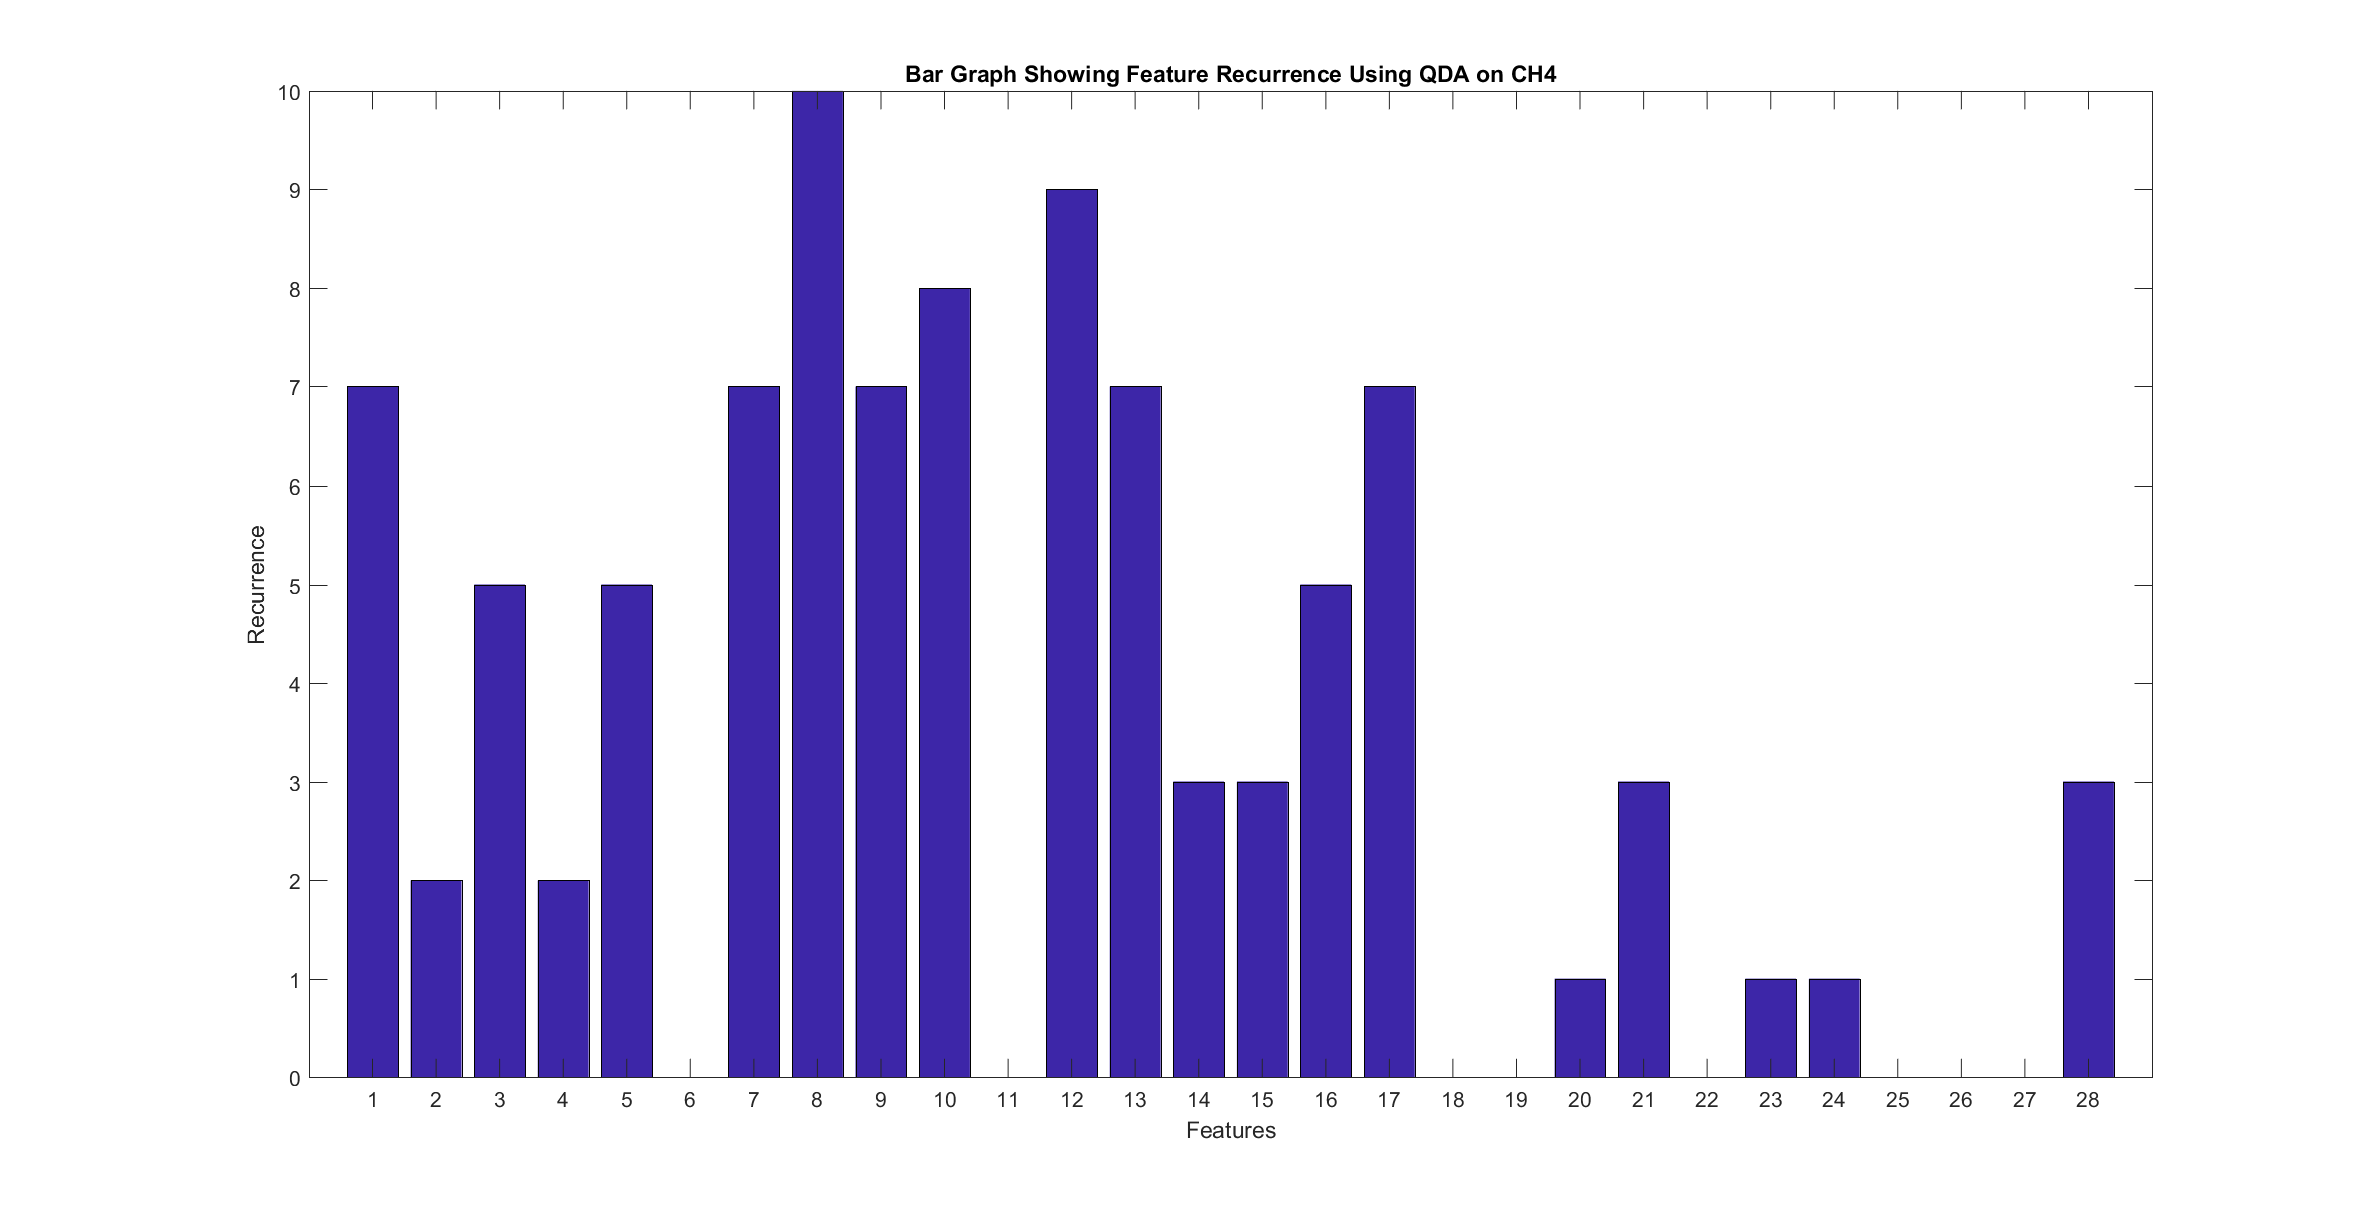 Bar Graph Showing Feature Recurrence Using QDA on CH4
10
9
8
7
6
5
4
3
2
1
0
Recurrence
1 2 3 4 5 6 7 8 9 10 11 12 13 14 15 16 17 18 19 20 21 22 23 24 25 26 27 28
Features